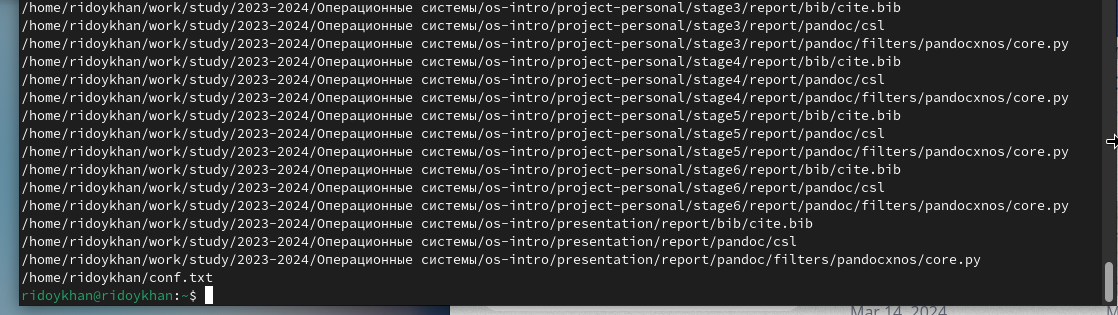 /home/ridoykhan/work/study/2023-2024/Операционные системы/os-intro/project-personal/stage3/report/bib/cite.bib
/home/ridoykhan/work/study/2023-2024/Операционные системы/os-intro/project-personal/stage3/report/pandoc/csl
/home/ridoykhan/work/study/2023-2024/Операционные системы/os-intro/project-personal/stage3/report/pandoc/filters/pandocxnos/core.py
/home/ridoykhan/work/study/2023-2024/Операционные системы/os-intro/project-personal/stage4/report/bib/cite.bib
/home/ridoykhan/work/study/2023-2024/Операционные системы/os-intro/project-personal/stage4/report/pandoc/csl
/home/ridoykhan/work/study/2023-2024/Операционные системы/os-intro/project-personal/stage4/report/pandoc/filters/pandocxnos/core.py
/home/ridoykhan/work/study/2023-2024/Операционные системы/os-intro/project-personal/stage5/report/bib/cite.bib
/home/ridoykhan/work/study/2023-2024/Операционные системы/os-intro/project-personal/stage5/report/pandoc/csl
/home/ridoykhan/work/study/2023-2024/Операционные системы/os-intro/project-personal/stage5/report/pandoc/filters/pandocxnos/core.py
/home/ridoykhan/work/study/2023-2024/Операционные системы/os-intro/project-personal/stage6/report/bib/cite.bib
/home/ridoykhan/work/study/2023-2024/Операционные системы/os-intro/project-personal/stage6/report/pandoc/csl
/home/ridoykhan/work/study/2023-2024/Операционные системы/os-intro/project-personal/stage6/report/pandoc/filters/pandocxnos/core.py
/home/ridoykhan/work/study/2023-2024/Операционные системы/os-intro/presentation/report/bib/cite.bib
/home/ridoykhan/work/study/2023-2024/Операционные системы/os-intro/presentation/report/pandoc/csl
/home/ridoykhan/work/study/2023-2024/Операционные системы/os-intro/presentation/report/pandoc/filters/pandocxnos/core.py
/home/ridoykhan/conf.txt
ridoykhan@ridoykhan:~$
Mar 14, 2024